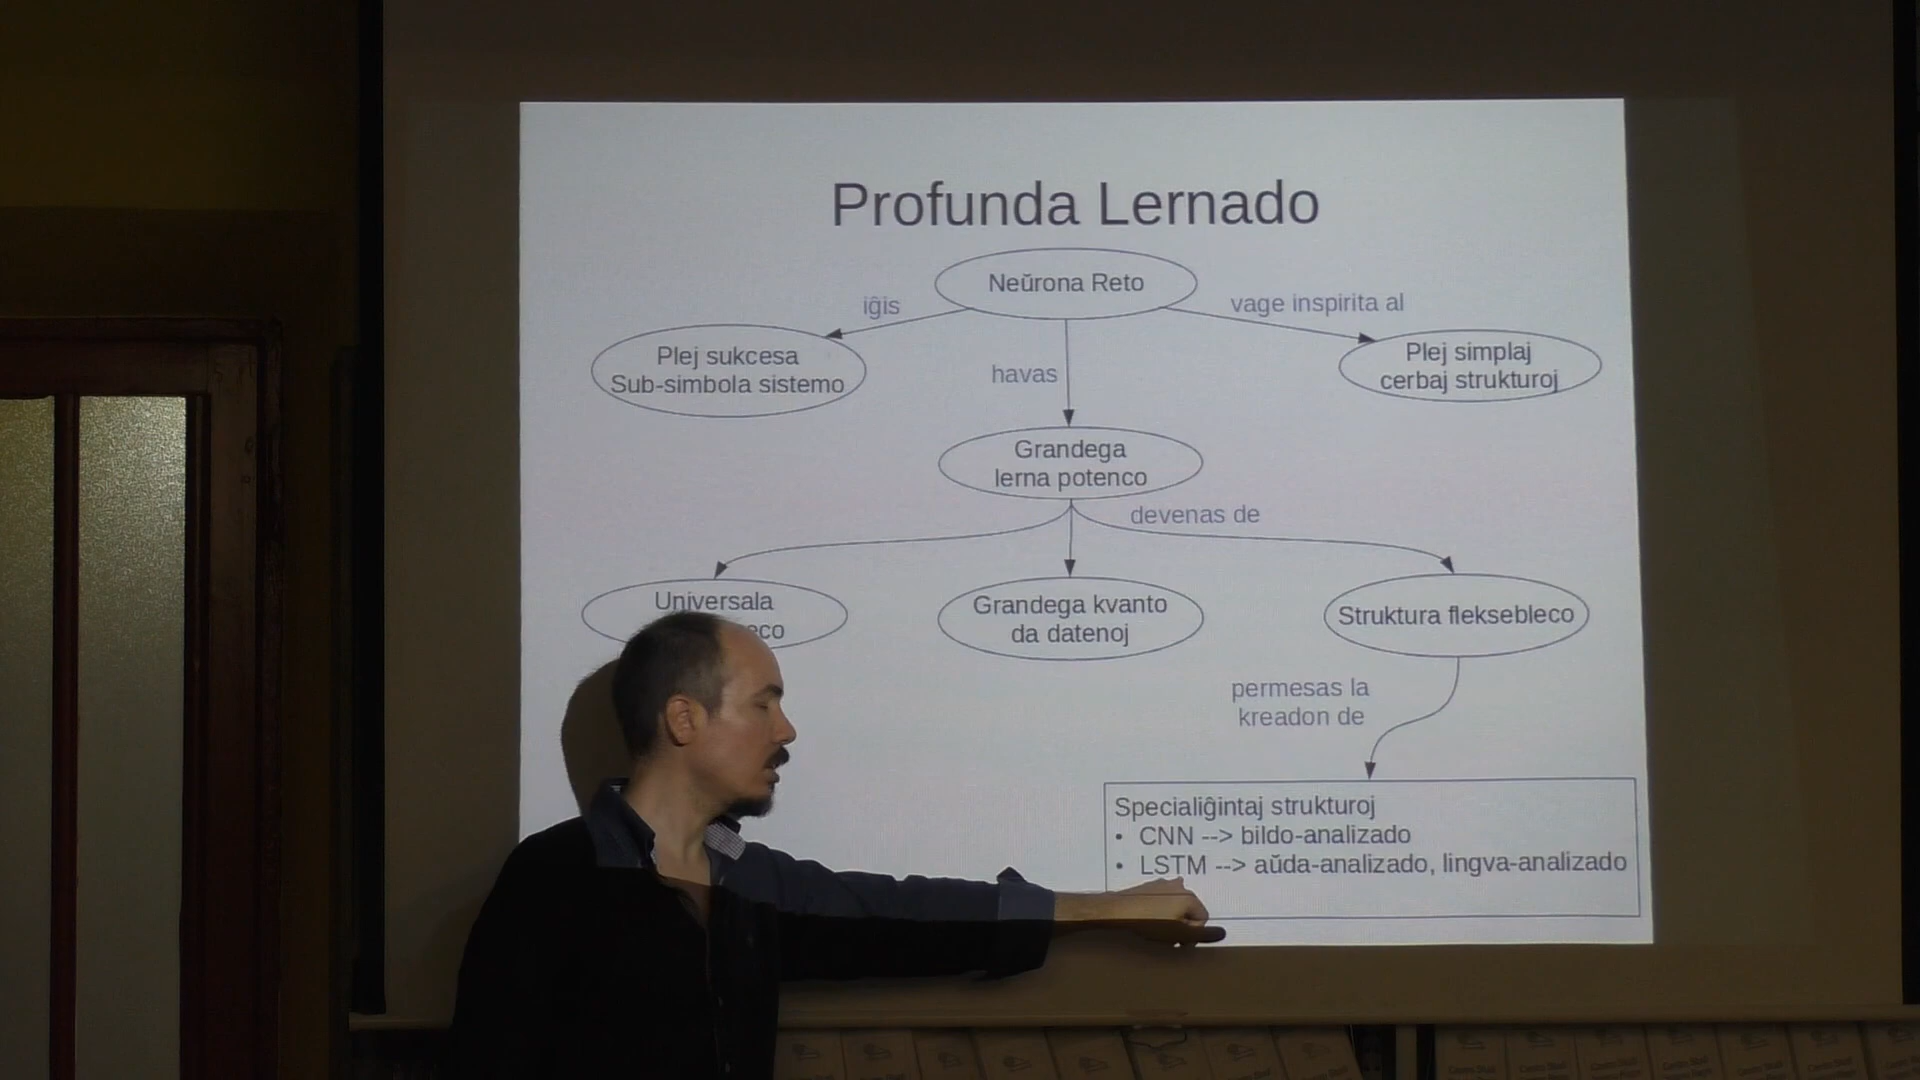 Profunda Lernado
Neŭrona Reto
iĝis
vage inspirita al
Plej sukcesa
Sub-simbola sistemo
havas
Plej simplaj
cerbaj strukturoj
Grandega
lerna potenco
devenas de
Universala
Grandega kvanto
da datenoj
Struktura fleksebleco
permesas la
kreadon de
Specialiĝintaj strukturoj
• CNN --> bildo-analizado
• LSTM --> aŭda-analizado, lingva-analizado